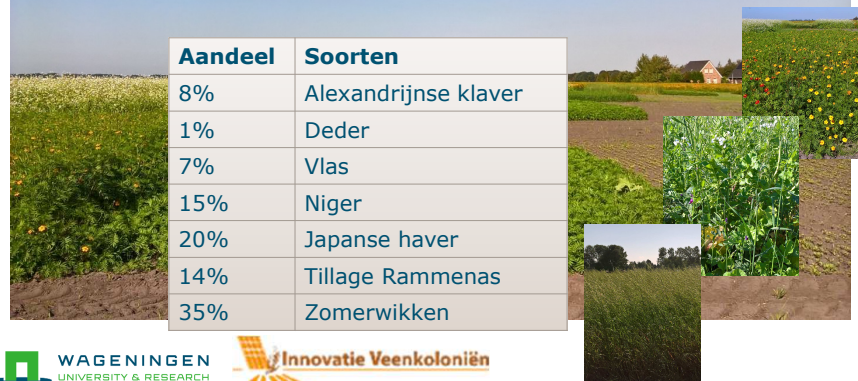 Aandeel Soorten
8% Alexandrijnse klaver
1% Deder
7% Vlas
15% Niger
20% Japanse haver
14% Tillage Rammenas
35% Zomerwikken
WAGENINGEN
UNIVERSITY & RESEARCH
Innovatie Veenkoloniën